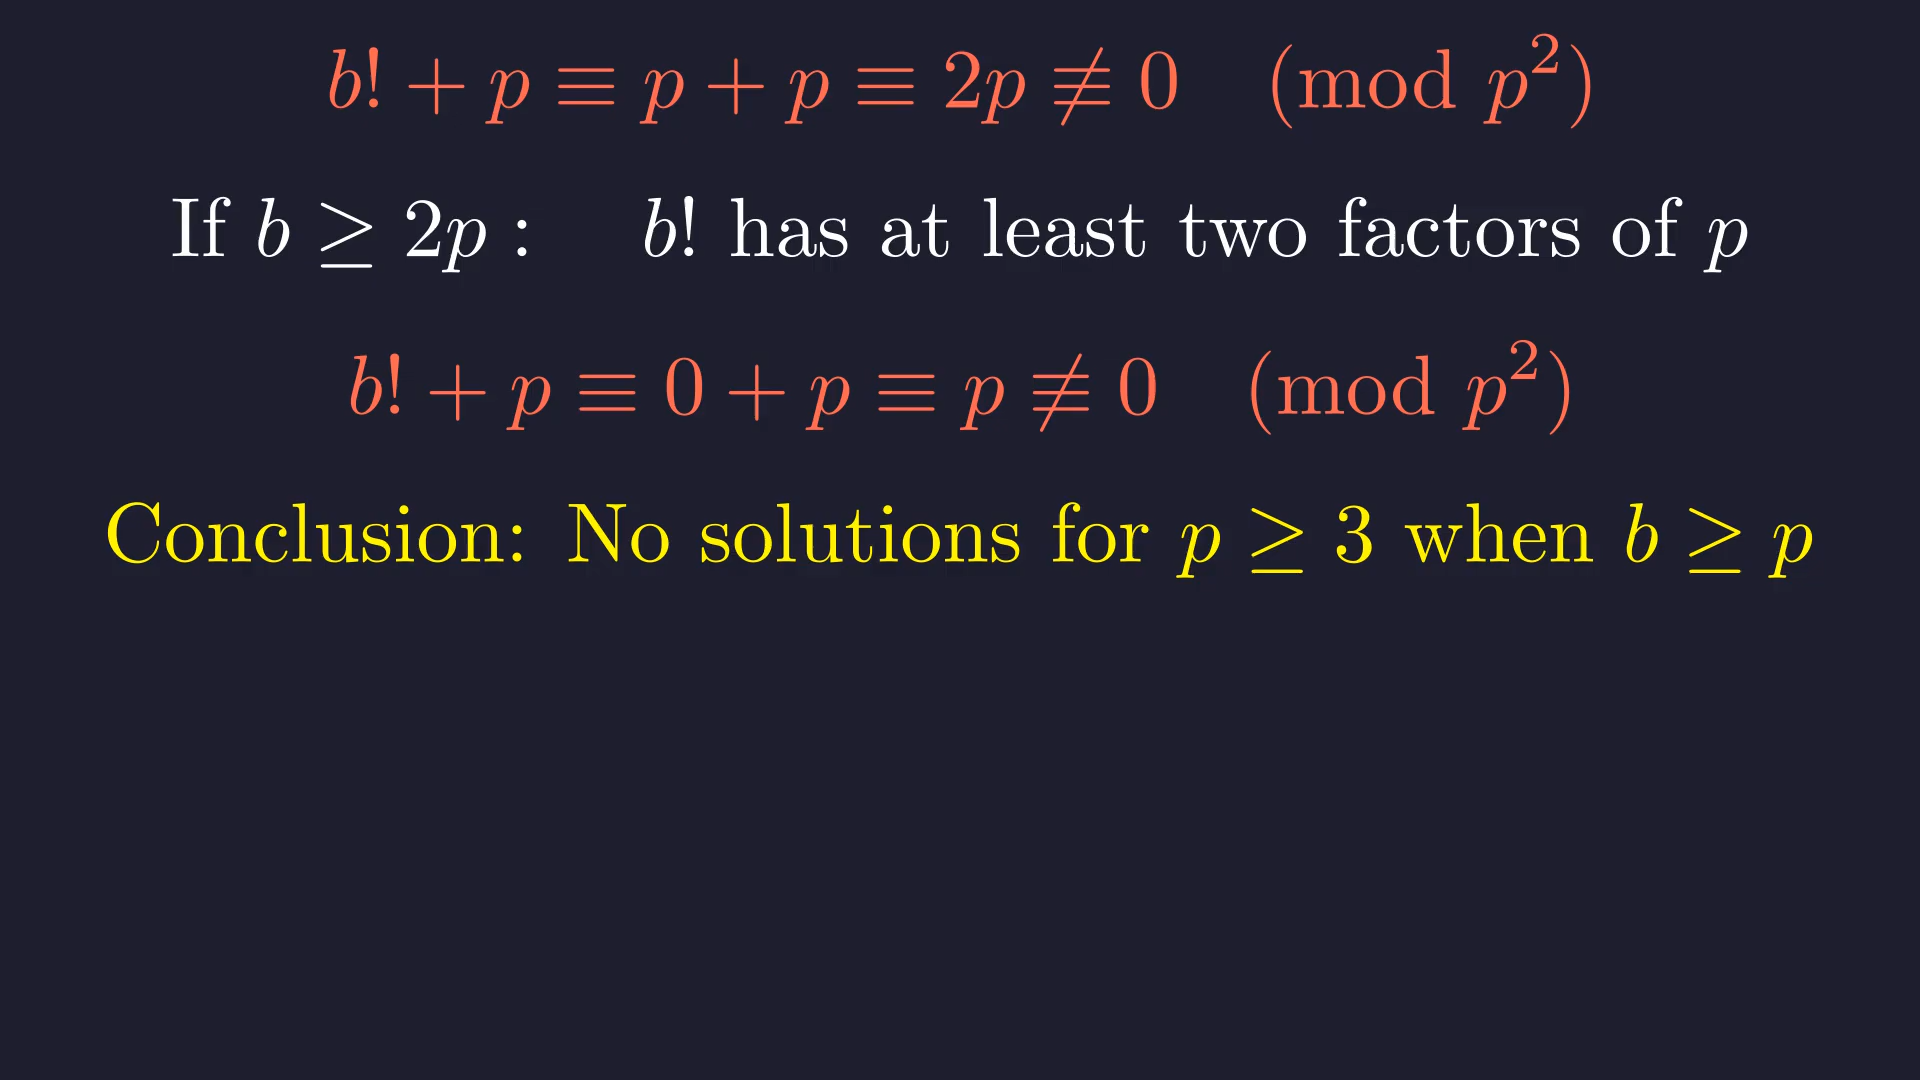 b! + p ≡ p + p ≡ 2p ≢ 0 (mod p²)
If b ≥ 2p : b! has at least two factors of p
b! + p ≡ 0 + p ≡ p ≢ 0 (mod p²)
Conclusion: No solutions for p ≥ 3 when b ≥ p